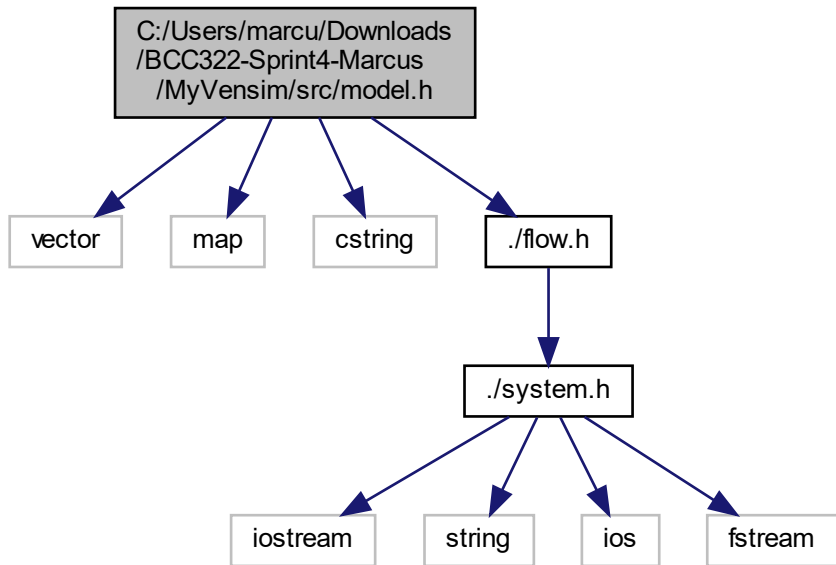 C:/Users/marcu/Downloads
/BCC322-Sprint4-Marcus
/MyVensim/src/model.h
vector
map
cstring
./flow.h
./system.h
iostream
string
ios
fstream